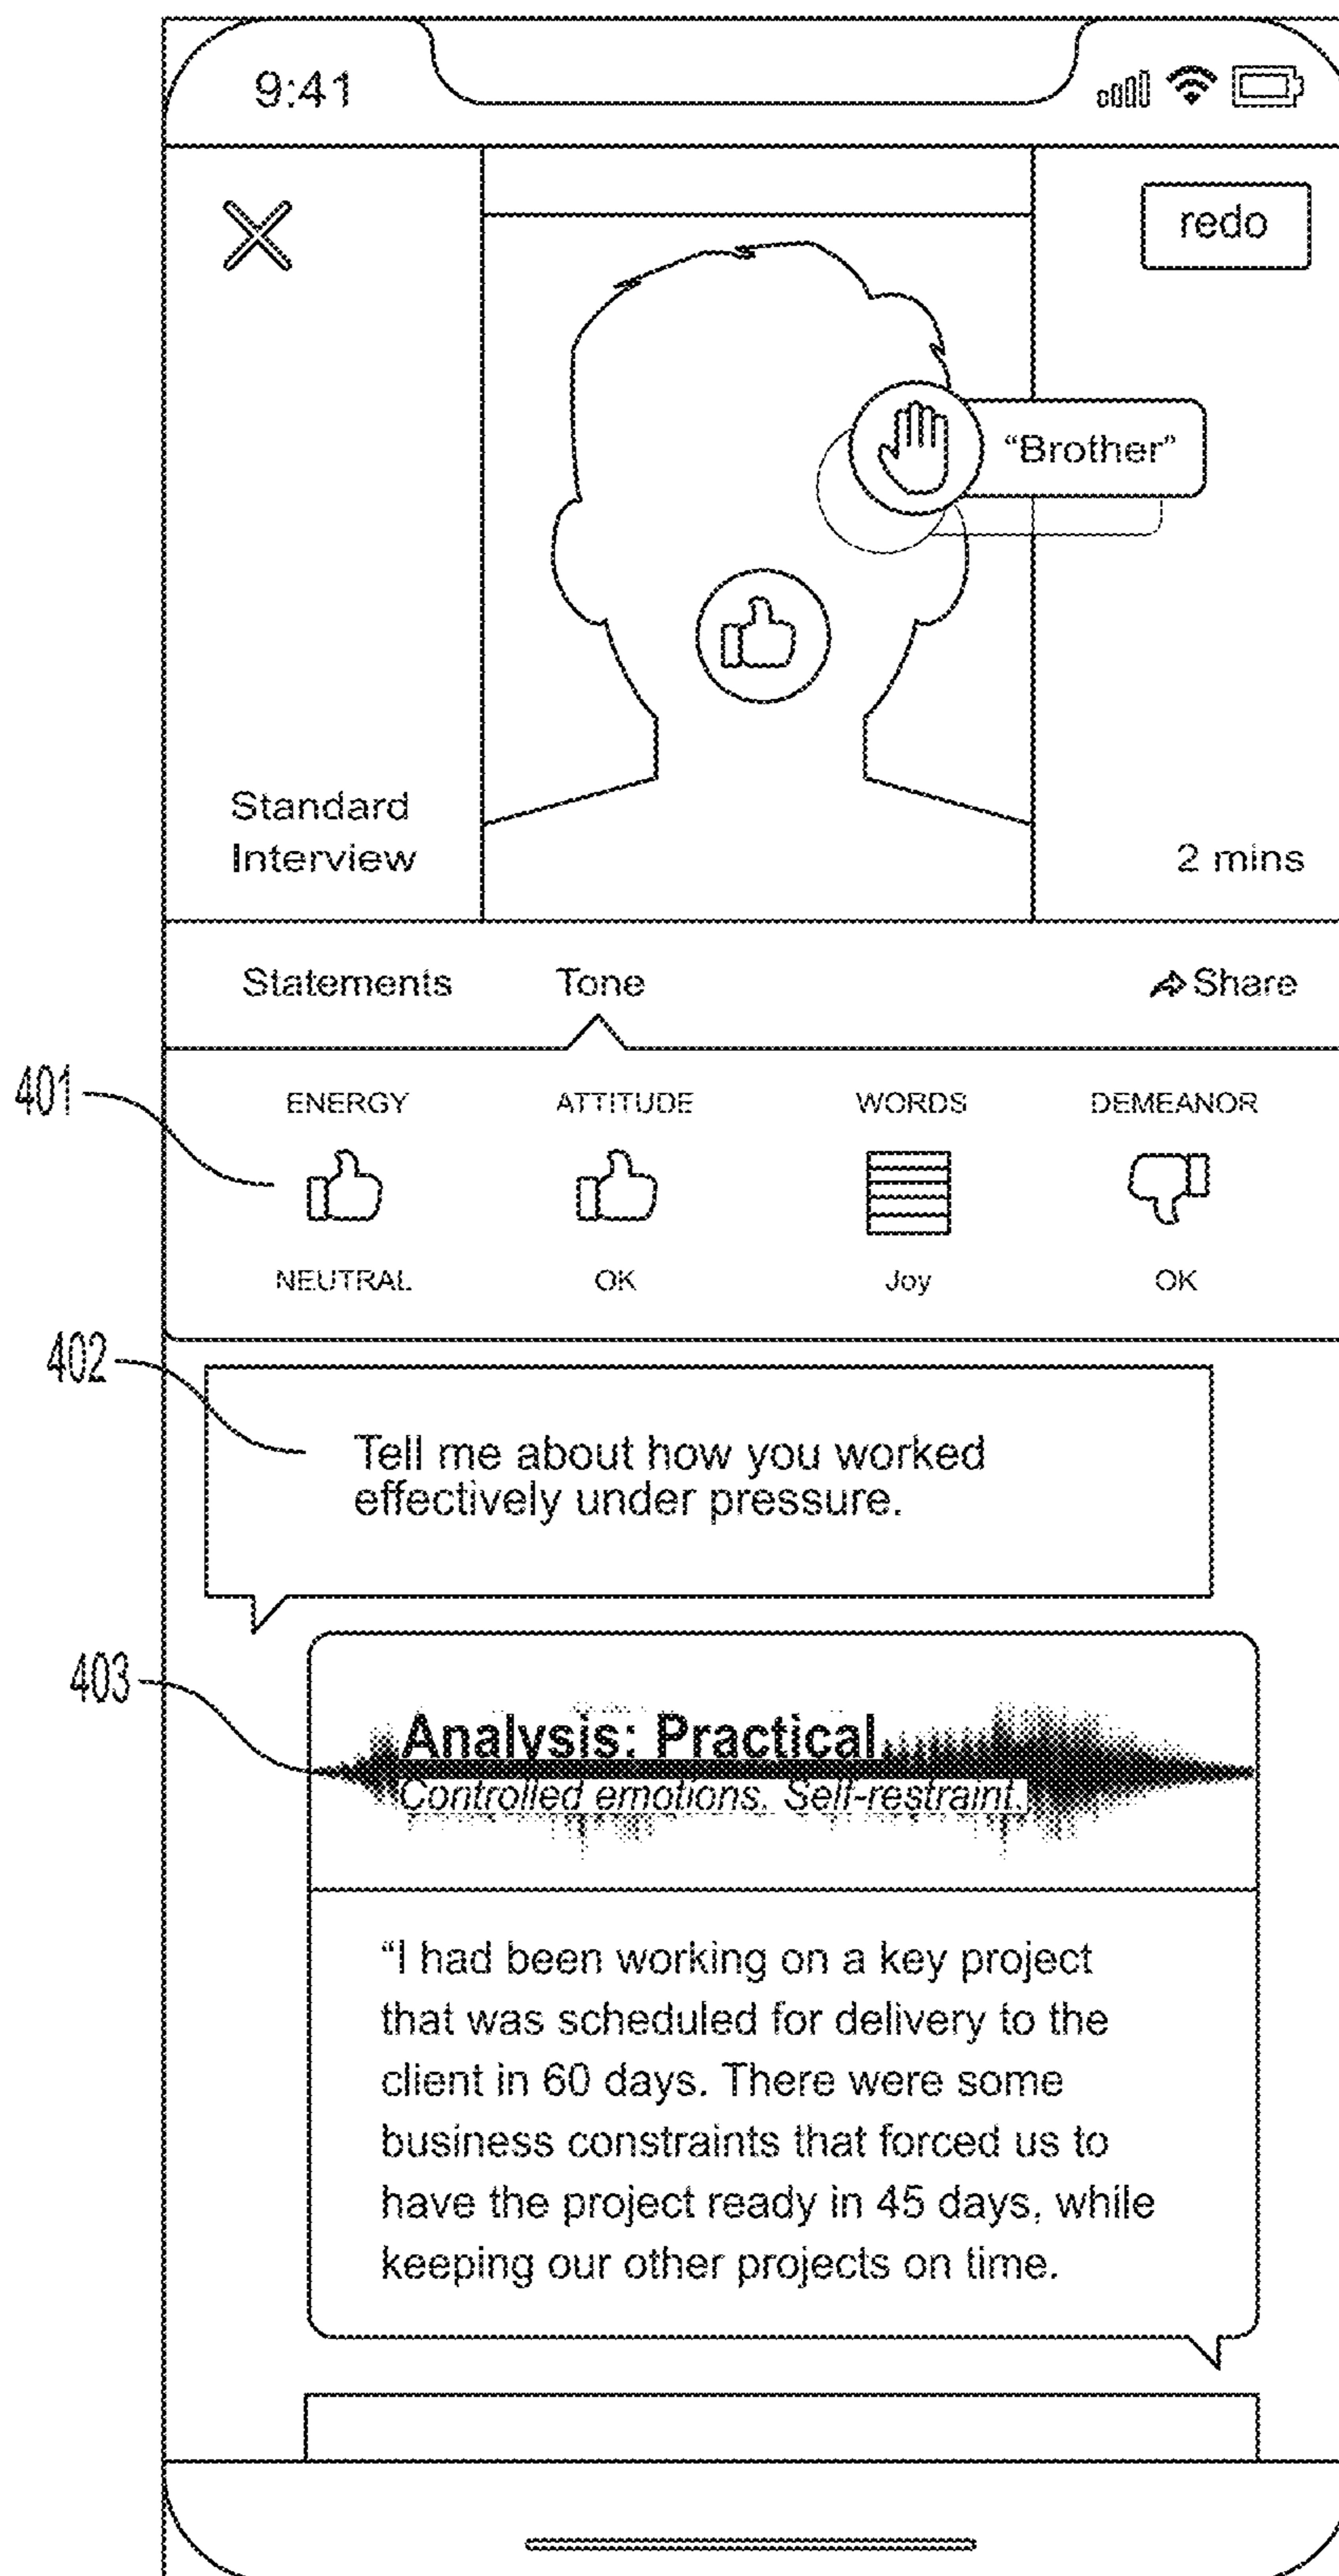 9:41
redo
“Brother”
Standard
Interview
2 mins
Statements Tone Share
401
ENERGY ATTITUDE WORDS DEMEANOR
NEUTRAL OK Joy OK
402
Tell me about how you worked
effectively under pressure.
403
Analysis: Practical
Controlled emotions. Self-restraint.
“I had been working on a key project
that was scheduled for delivery to the
client in 60 days. There were some
business constraints that forced us to
have the project ready in 45 days, while
keeping our other projects on time.